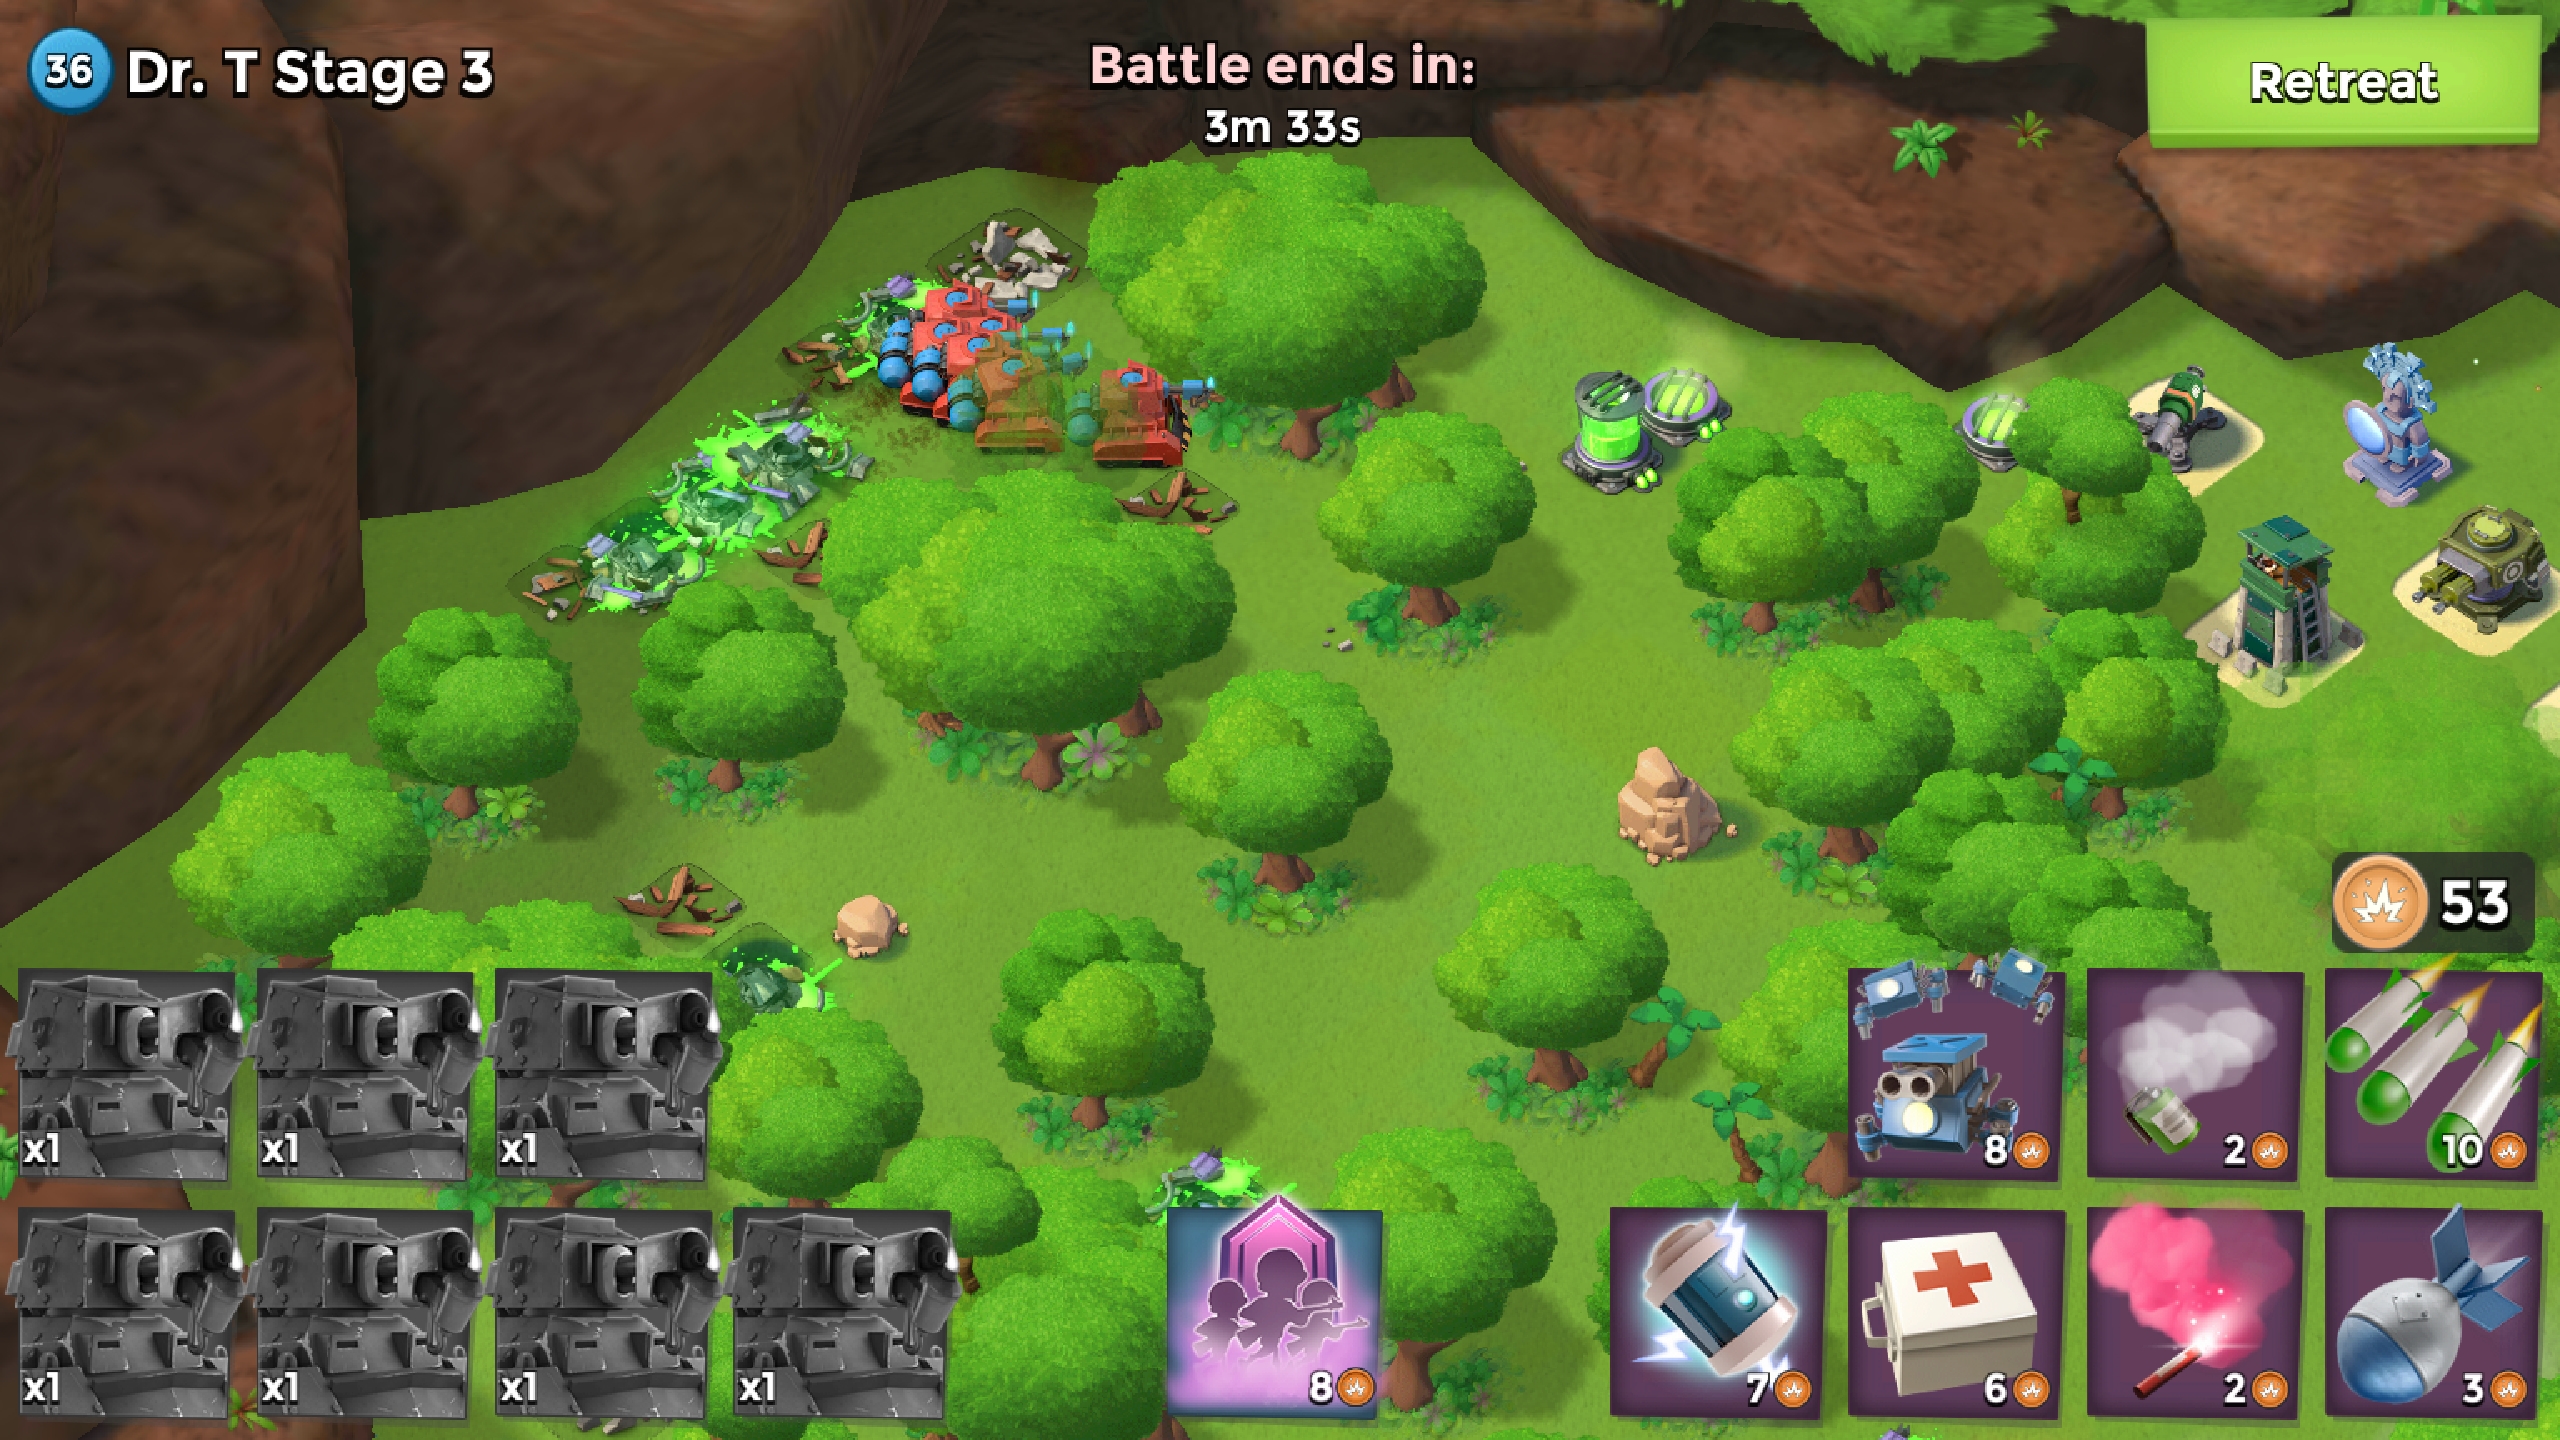 36 Dr. T Stage 3
Battle ends in:
3m 33s
Retreat
53
x1 x1 x1
8 2 10
x1 x1 x1 x1
8
7 6 2 3